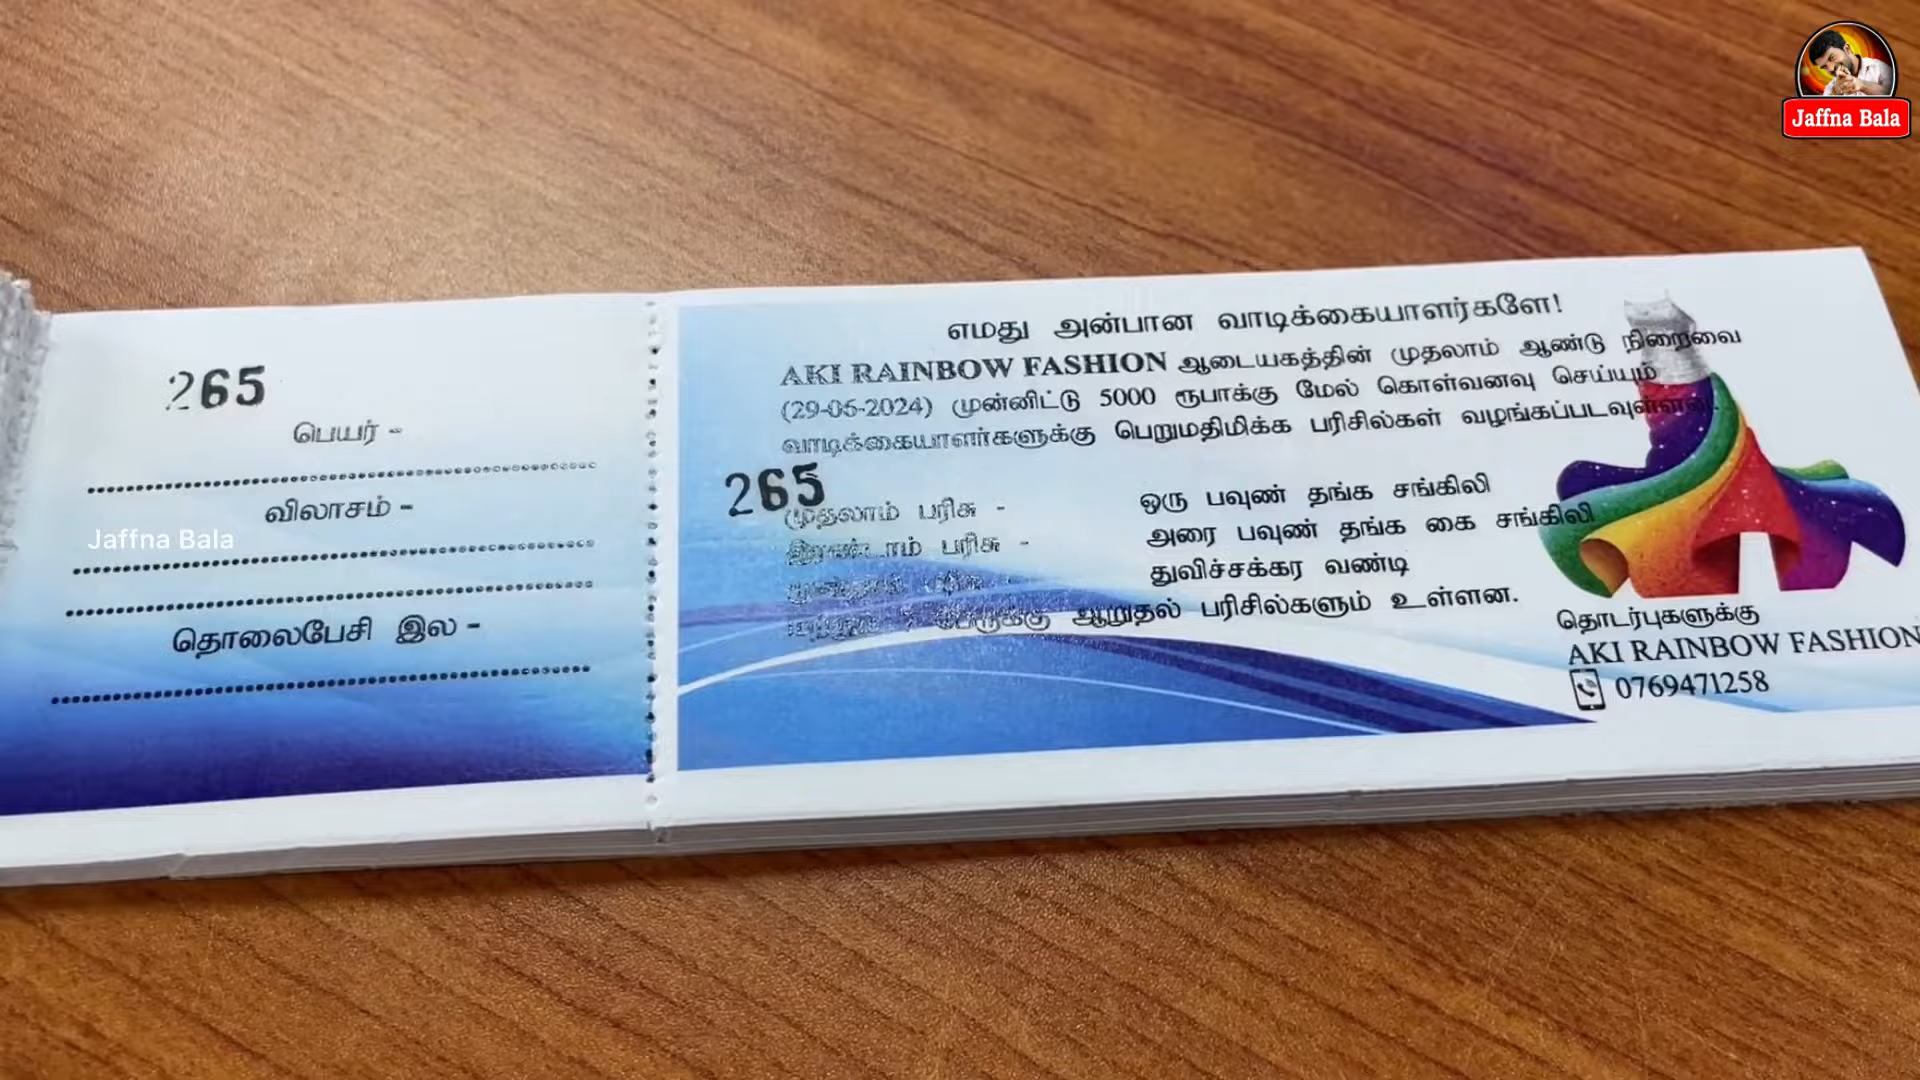 Jaffna Bala
265
பெயர் -
விலாசம் -
Jaffna Bala
தொலைபேசி இல -
எமது அன்பான வாடிக்கையாளர்களே!
AKI RAINBOW FASHION ஆடையகத்தின் முதலாம் ஆண்டு நிறைவை
(29-05-2024) முன்னிட்டு 5000 ரூபாக்கு மேல் கொள்வனவு செய்யும்
வாடிக்கையாளர்களுக்கு பெறுமதிமிக்க பரிசில்கள் வழங்கப்படவுள்ளது.
265
முதலாம் பரிசு - ஒரு பவுண் தங்க சங்கிலி
இரண்டாம் பரிசு - அரை பவுண் தங்க கை சங்கிலி
துவிச்சக்கர வண்டி
பேருக்கு ஆறுதல் பரிசில்களும் உள்ளன.
தொடர்புகளுக்கு
AKI RAINBOW FASHION
0769471258